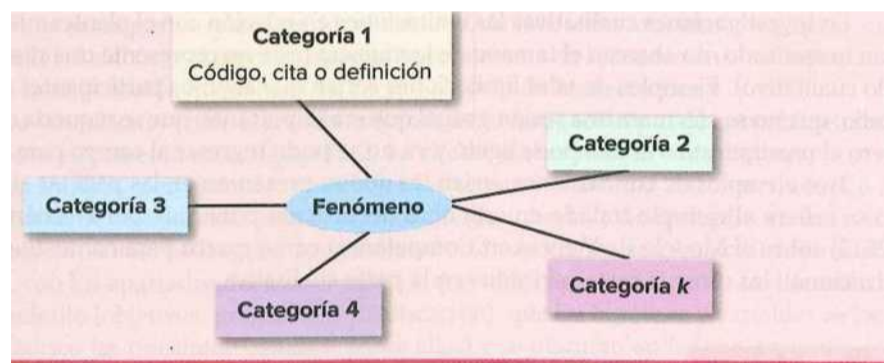 Categoría 1
Código, cita o definición
Categoría 2
Categoría 3
Fenómeno
Categoría 4
Categoría k